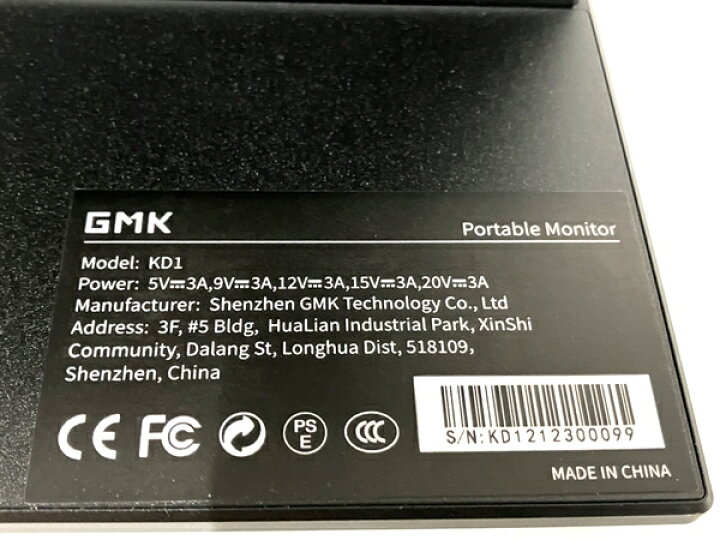 GMK
Portable Monitor
Model: KD1
Power: 5V⎓3A,9V⎓3A,12V⎓3A,15V⎓3A,20V⎓3A
Manufacturer: Shenzhen GMK Technology Co., Ltd
Address: 3F, #5 Bldg, HuaLian Industrial Park, XinShi
Community, Dalang St, Longhua Dist, 518109,
Shenzhen, China
CE FC PS E CCC
S/N:KD1212300099
MADE IN CHINA